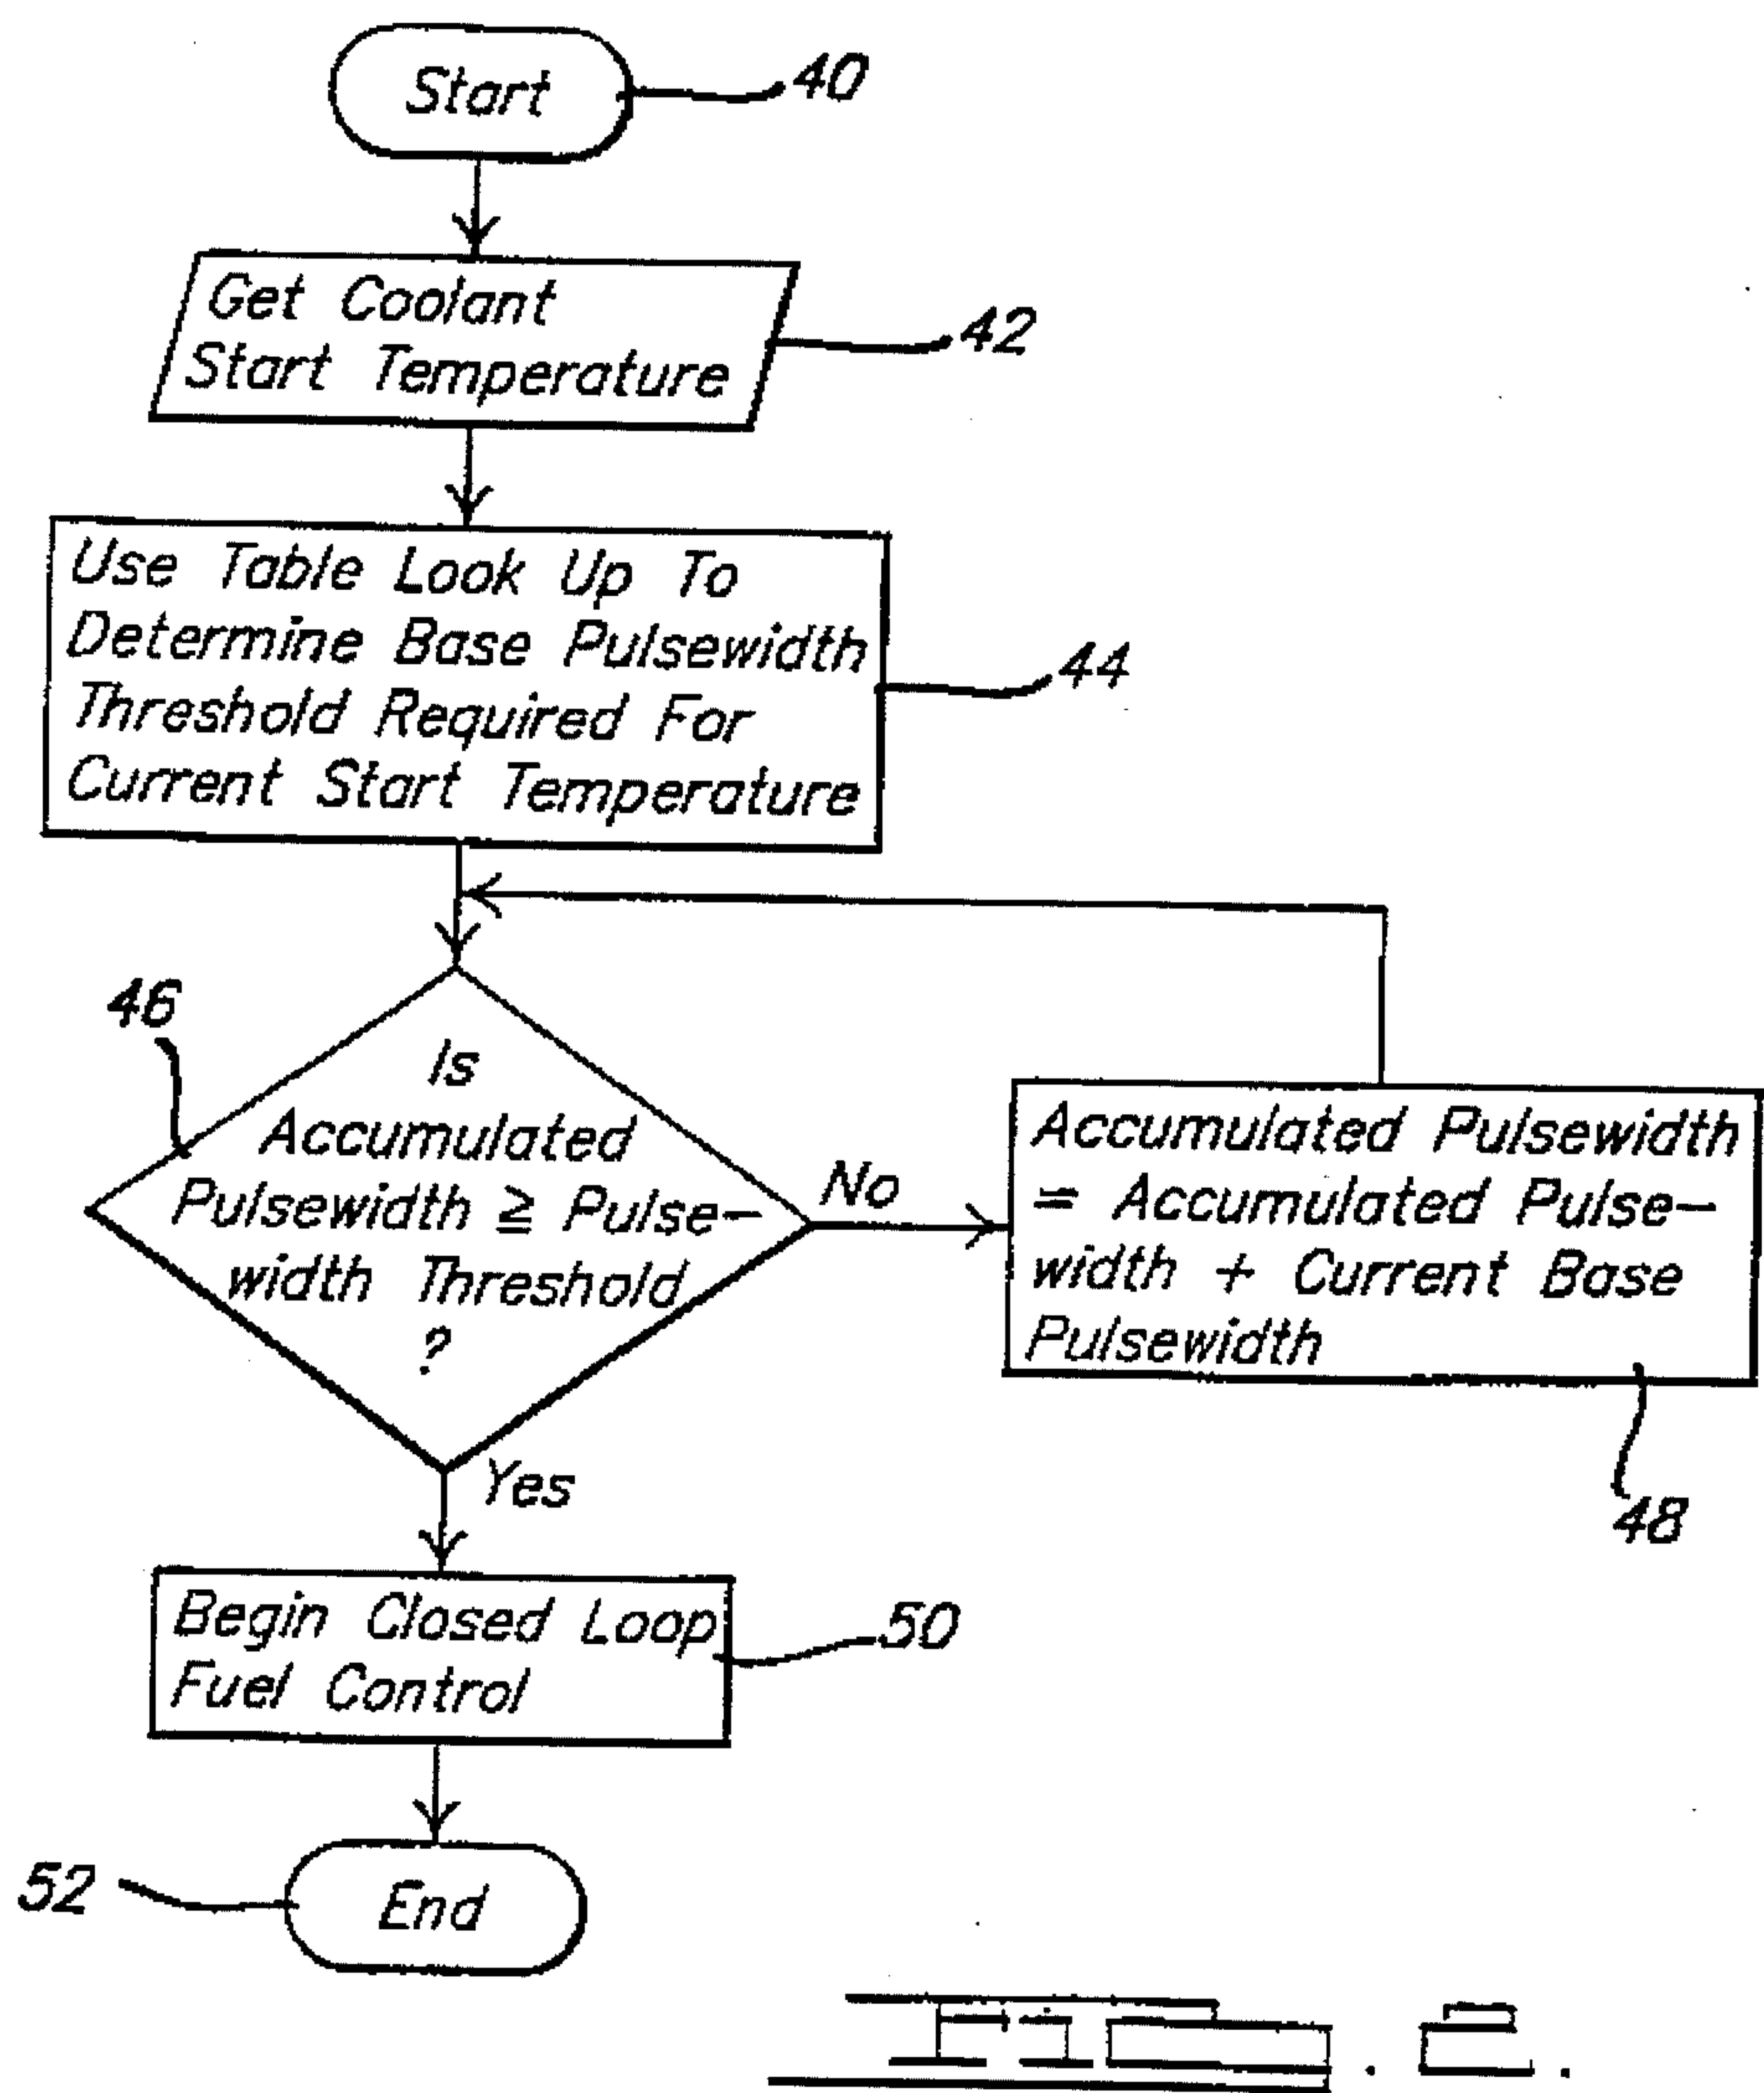 Start
40
Get Coolant
Start Temperature
42
Use Table Look Up To
Determine Base Pulsewidth
Threshold Required For
Current Start Temperature
44
46
Is
Accumulated
Pulsewidth ≧ Pulse-
width Threshold
?
No
Accumulated Pulsewidth
= Accumulated Pulse-
width + Current Base
Pulsewidth
48
Yes
Begin Closed Loop
Fuel Control
50
End
52
FIG. 2.